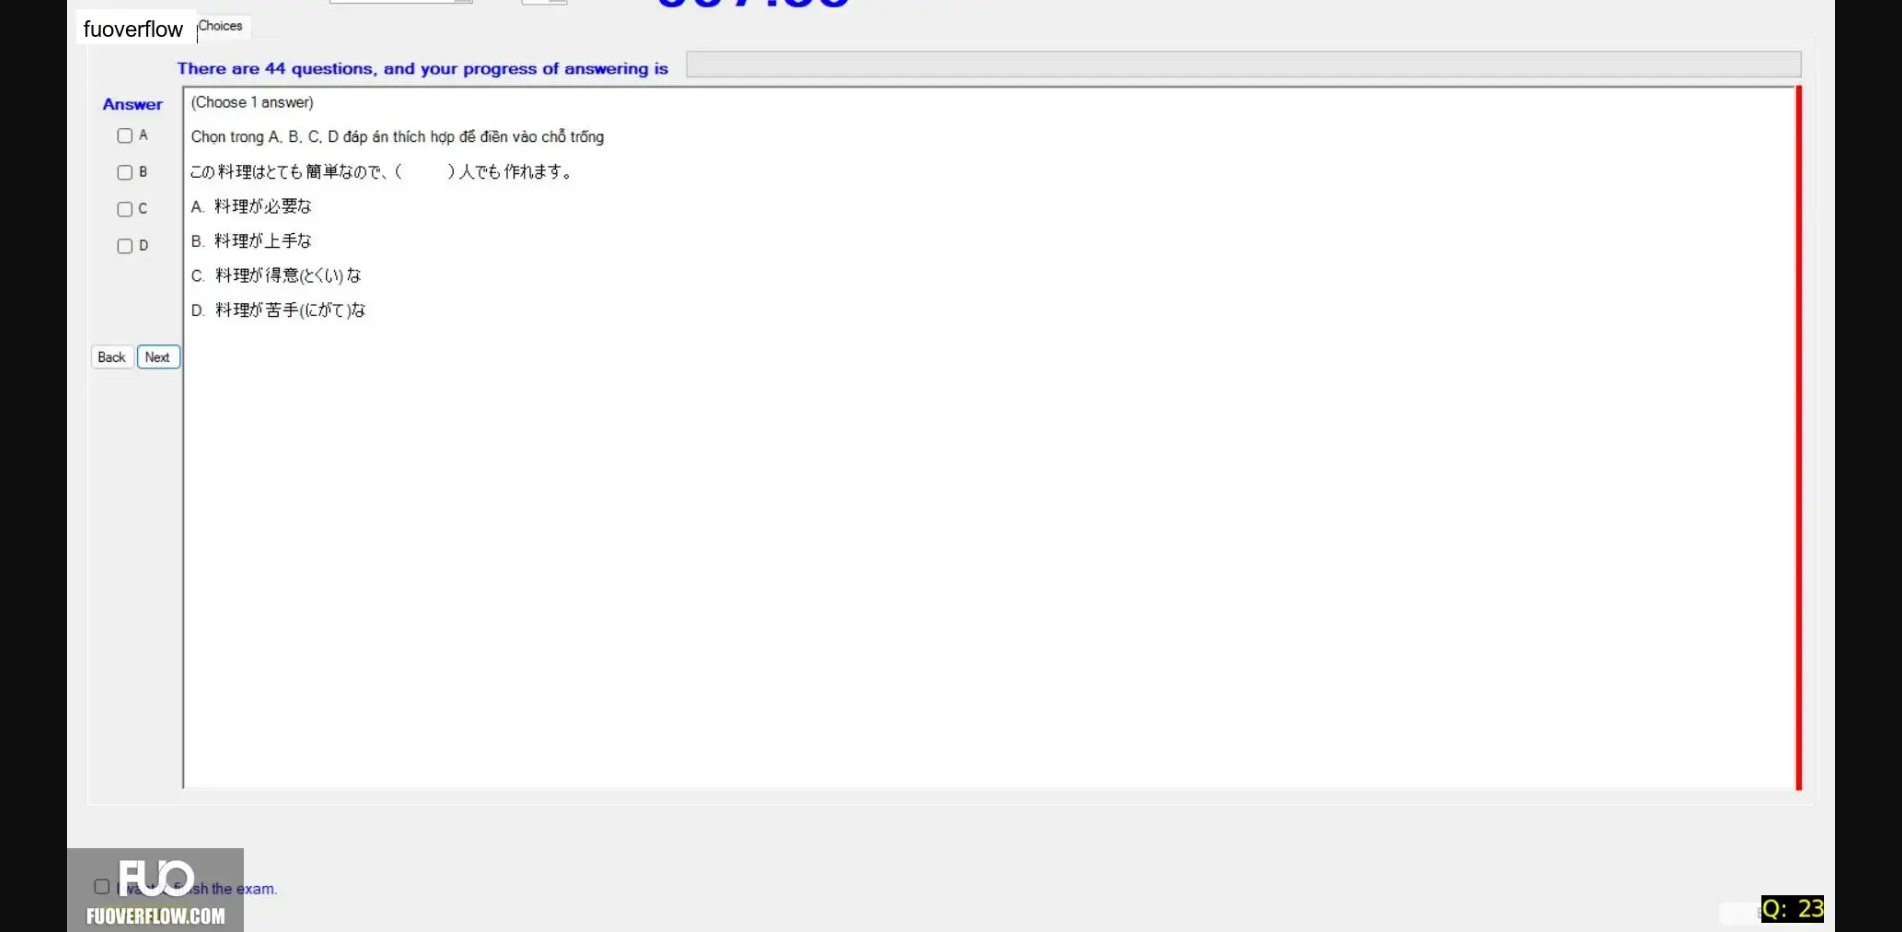 fuoverflow
Choices
There are 44 questions, and your progress of answering is
Answer
(Choose 1 answer)
A
Chọn trong A, B, C, D đáp án thích hợp để điền vào chỗ trống
B
この料理はとても簡単なので、(　　)人でも作れます。
C
A. 料理が必要な
D
B. 料理が上手な
C. 料理が得意(とくい)な
D. 料理が苦手(にがて)な
Back Next
FUO
the exam.
FUOVERFLOW.COM
Q: 23